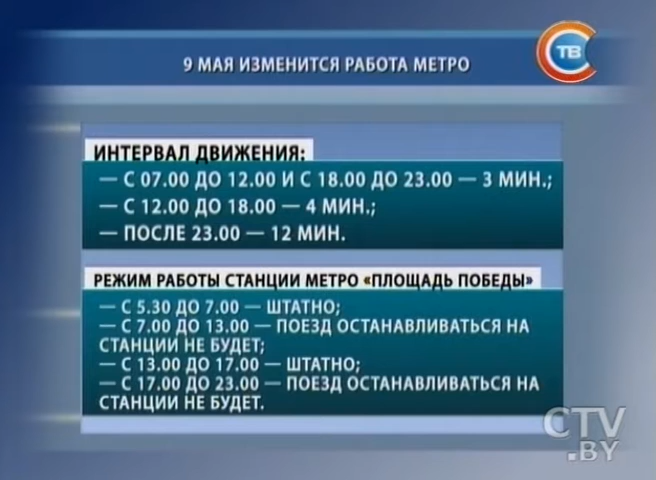 9 МАЯ ИЗМЕНИТСЯ РАБОТА МЕТРО
СТВ
ИНТЕРВАЛ ДВИЖЕНИЯ:
— С 07.00 ДО 12.00 И С 18.00 ДО 23.00 — 3 МИН.;
— С 12.00 ДО 18.00 — 4 МИН.;
— ПОСЛЕ 23.00 — 12 МИН.
РЕЖИМ РАБОТЫ СТАНЦИИ МЕТРО «ПЛОЩАДЬ ПОБЕДЫ»
— С 5.30 ДО 7.00 — ШТАТНО;
— С 7.00 ДО 13.00 — ПОЕЗД ОСТАНАВЛИВАТЬСЯ НА
СТАНЦИИ НЕ БУДЕТ;
— С 13.00 ДО 17.00 — ШТАТНО;
— С 17.00 ДО 23.00 — ПОЕЗД ОСТАНАВЛИВАТЬСЯ НА
СТАНЦИИ НЕ БУДЕТ.
CTV
.BY